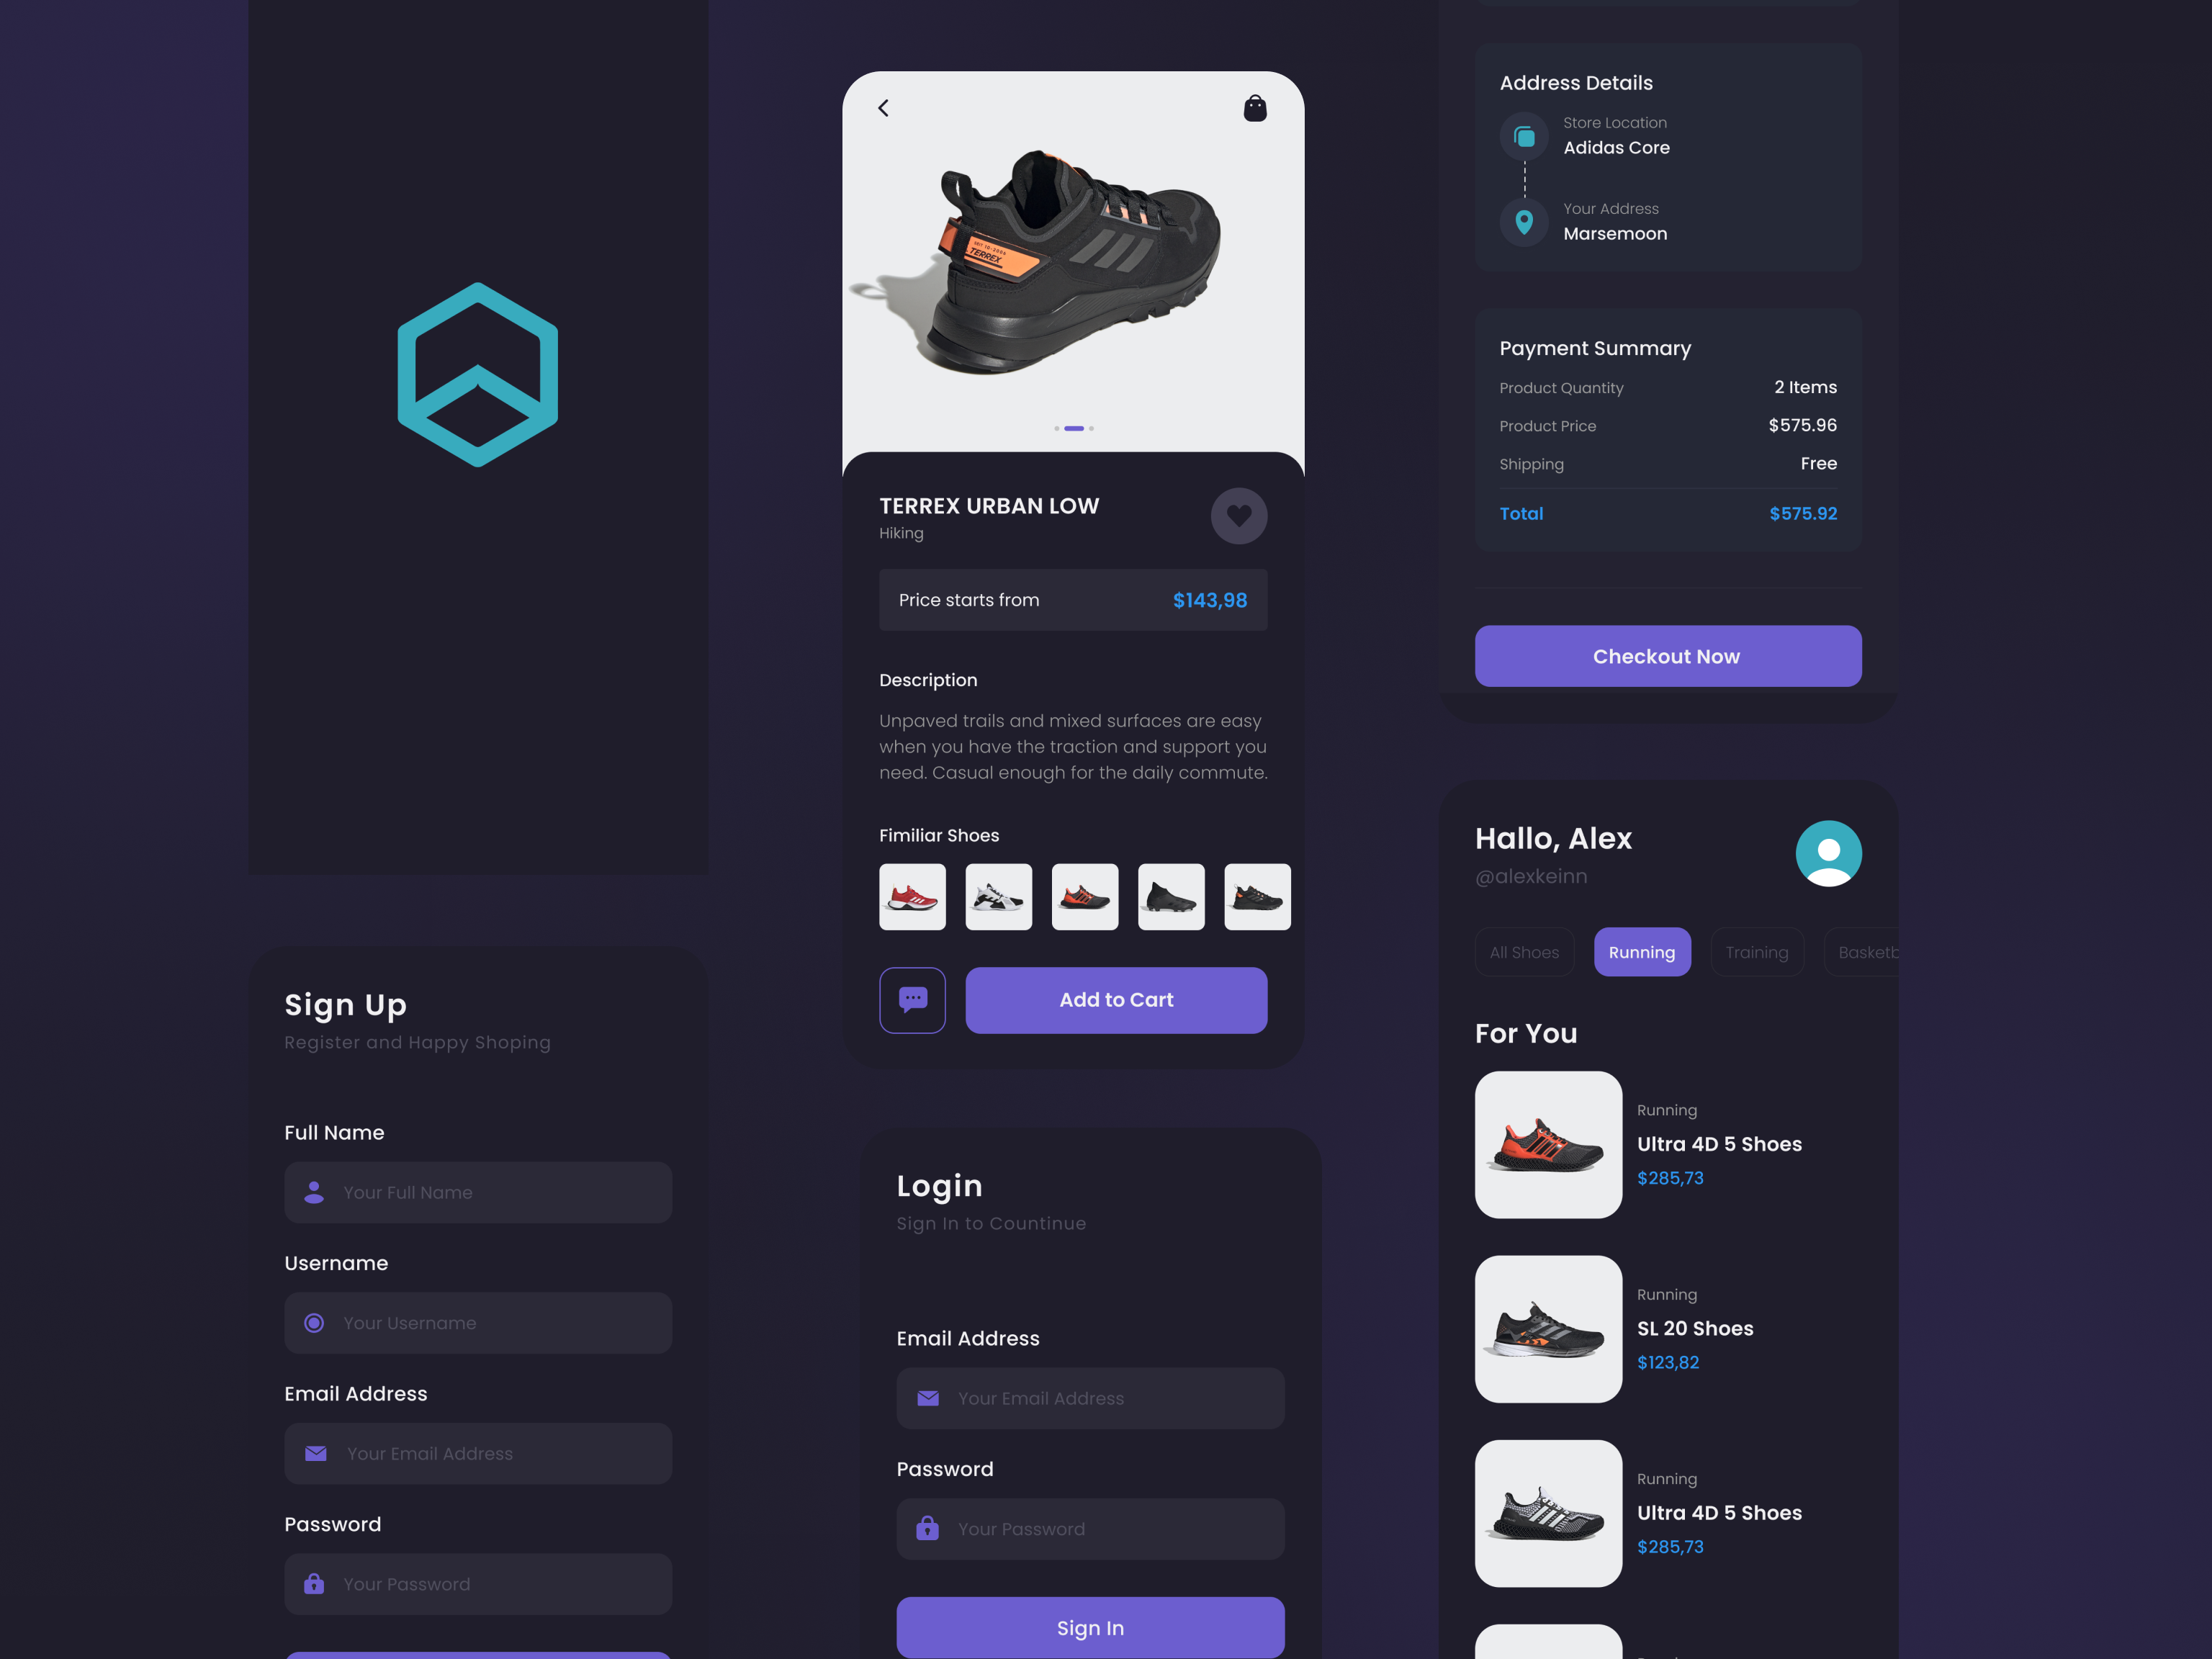 Sign Up
Register and Happy Shoping
Full Name
Your Full Name
Username
Your Username
Email Address
Your Email Address
Password
Your Password
TERREX
TERREX URBAN LOW
Hiking
Price starts from $143,98
Description
Unpaved trails and mixed surfaces are easy
when you have the traction and support you
need. Casual enough for the daily commute.
Fimiliar Shoes
Add to Cart
Login
Sign In to Countinue
Email Address
Your Email Address
Password
Your Password
Sign In
Address Details
Store Location
Adidas Core
Your Address
Marsemoon
Payment Summary
Product Quantity 2 Items
Product Price $575.96
Shipping Free
Total $575.92
Checkout Now
Hallo, Alex
@alexkeinn
All Shoes Running Training Basketb
For You
Running
Ultra 4D 5 Shoes
$285,73
Running
SL 20 Shoes
$123,82
Running
Ultra 4D 5 Shoes
$285,73